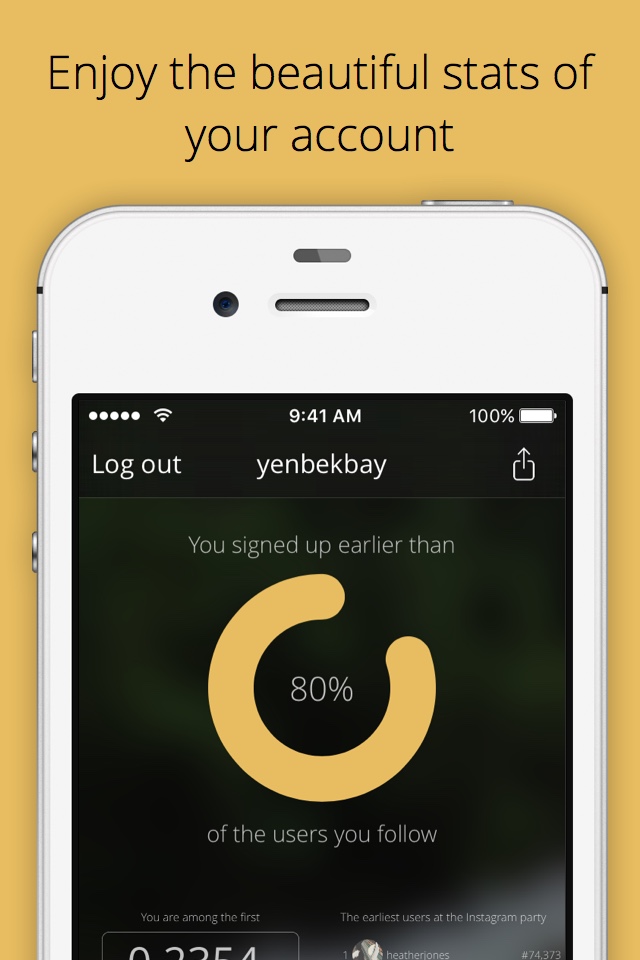 Enjoy the beautiful stats of
your account
9:41 AM
100%
Log out
yenbekbay
You signed up earlier than
80%
of the users you follow
You are among the first
The earliest users at the Instagram party
0.2354
1 heatherjones #74,373